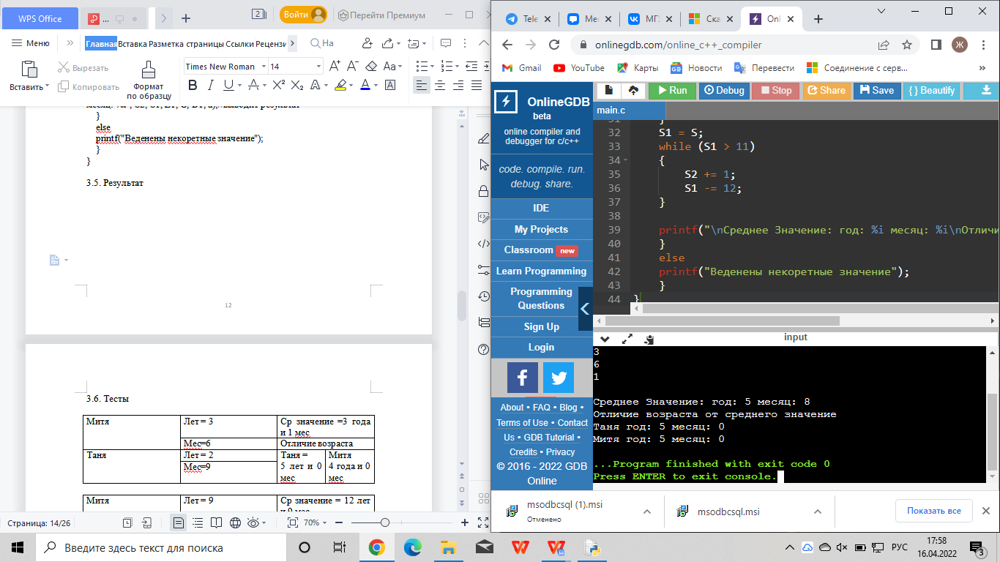 WPS Office
...
2
Войти
Перейти Премиум
Меню
Главная Вставка Разметка страницы Ссылки Рецензи
На
Вставить
Вырезать
Копировать
Формат
по образцу
Times New Roman
14
}
else
printf("Веденены некоретные значение");
}
}
3.5. Результат
12
3.6. Тесты
Митя
Лет = 3
Ср значение =3 года и 1 мес
Мес=6
Отличие возраста
Таня
Лет = 2
Мес=9
Таня =
5 лет и 0
мес
Митя
4 года и 0
мес
Митя
Лет = 9
Ср значение = 12 лет
Страница: 14/26
70%
Tele
Мес
МГУ
Ска
Onl
onlinegdb.com/online_c++_compiler
Ж
Gmail
YouTube
Карты
Новости
Перевести
Соединение с серв...
OnlineGDB
beta
online compiler and
debugger for c/c++
code. compile. run.
debug. share.
IDE
My Projects
Classroom new
Learn Programming
Programming
Questions
Sign Up
Login
About • FAQ • Blog •
Terms of Use • Contact
Us • GDB Tutorial •
Credits • Privacy
© 2016 - 2022 GDB
Online
Run
Debug
Stop
Share
Save
{ } Beautify
main.c
31 }
32 S1 = S;
33 while (S1 > 11)
34 {
35 S2 += 1;
36 S1 -= 12;
37 }
38
39 printf("\nСреднее Значение: год: %i месяц: %i\nОтличи
40 }
41 else
42 printf("Веденены некоретные значение");
43 }
44 }
input
3
6
1
Среднее Значение: год: 5 месяц: 8
Отличие возраста от среднего значение
Таня год: 5 месяц: 0
Митя год: 5 месяц: 0
...Program finished with exit code 0
Press ENTER to exit console.
msodbcsql (1).msi
Отменено
msodbcsql.msi
Показать все
Введите здесь текст для поиска
РУС
17:58
16.04.2022
3